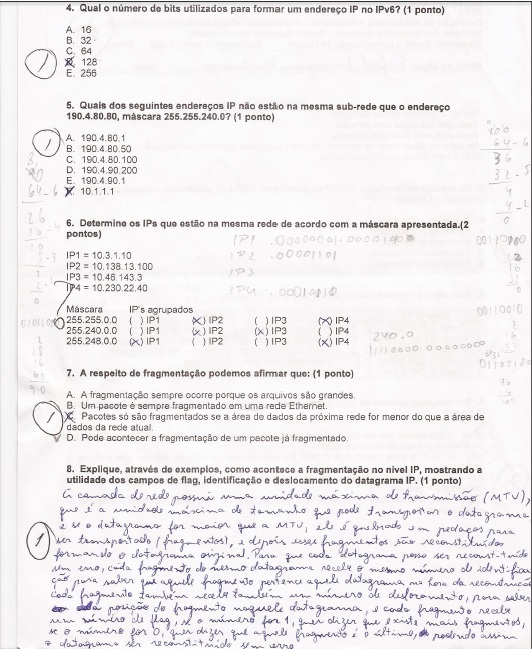 4. Qual o número de bits utilizados para formar um endereço IP no IPv6? (1 ponto)
A. 16
B. 32
C. 64
D. 128
E. 256
1
5. Quais dos seguintes endereços IP não estão na mesma sub-rede que o endereço
190.4.80.80, máscara 255.255.240.0? (1 ponto)
1
A. 190.4.80.1
B. 190.4.80.50
C. 190.4.80.100
D. 190.4.90.200
E. 190.4.90.1
10.1.1.1
6. Determine os IPs que estão na mesma rede de acordo com a máscara apresentada.(2
pontos)
IP1 .00000001.00001010
IP2 .00001101
IP3
IP4 .00010010
IP1 = 10.3.1.10
IP2 = 10.138.13.100
IP3 = 10.46.143.3
IP4 = 10.230.22.40
Máscara IP's agrupados
255.255.0.0 ( ) IP1 (X) IP2 ( ) IP3 (X) IP4
255.240.0.0 ( ) IP1 (X) IP2 (X) IP3 ( ) IP4
255.248.0.0 (X) IP1 ( ) IP2 ( ) IP3 (X) IP4
240.0
11110000 00000000
7. A respeito de fragmentação podemos afirmar que: (1 ponto)
A. A fragmentação sempre ocorre porque os arquivos são grandes.
B. Um pacote é sempre fragmentado em uma rede Ethernet.
C. Pacotes só são fragmentados se a área de dados da próxima rede for menor do que a área de
dados da rede atual.
1
D. Pode acontecer a fragmentação de um pacote já fragmentado.
8. Explique, através de exemplos, como acontece a fragmentação no nível IP, mostrando a
utilidade dos campos de flag, identificação e deslocamento do datagrama IP. (1 ponto)
A camada de rede possui uma unidade máxima de transmissão (MTU),
que é a unidade máxima de tamanho que pode transportar o datagrama
e se o datagrama for maior que a MTU, ele é quebrado em pedaços para
1
ser transportado (fragmentos), e depois esses fragmentos são reconstituídos
formando o datagrama original. Para que cada datagrama possa ser reconstituido
sem erro, cada fragmento do mesmo datagrama recebe o mesmo número de identifica
ção para saber que aquele fragmento pertence aquele datagrama na hora da reconstrução
Cada fragmento também recebe também um número de deslocamento, para saber
a posição do fragmento naquele datagrama, e cada fragmento recebe
um número de flag, se o número for 1, quer dizer que existe mais fragmentos,
se o número for 0, quer dizer que aquele fragmento é o último, podendo assim
o datagrama ser reconstituído sem erro